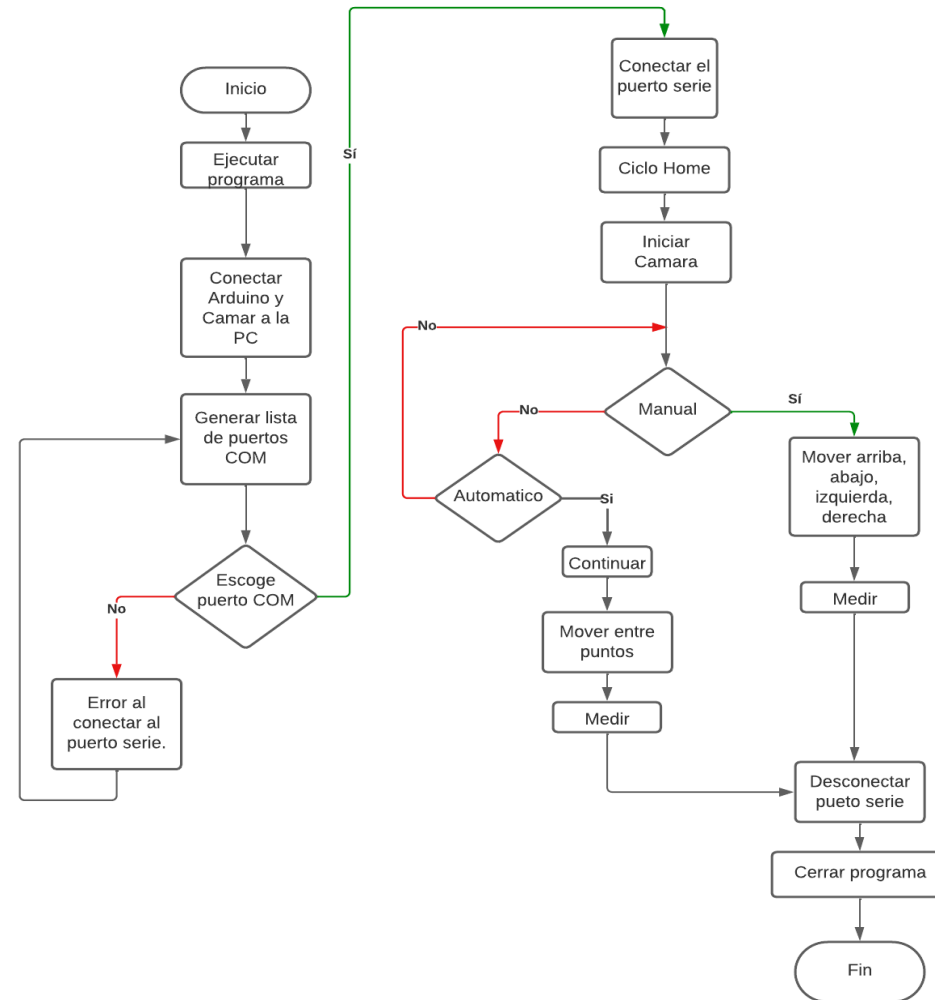 Inicio
Ejecutar
programa
Conectar
Arduino y
Camar a la
PC
Generar lista
de puertos
COM
Escoge
puerto COM
No
Error al
conectar al
puerto serie.
Sí
Conectar el
puerto serie
Ciclo Home
Iniciar
Camara
Manual
No
Automatico
No
Si
Continuar
Mover entre
puntos
Medir
Sí
Mover arriba,
abajo,
izquierda,
derecha
Medir
Desconectar
pueto serie
Cerrar programa
Fin